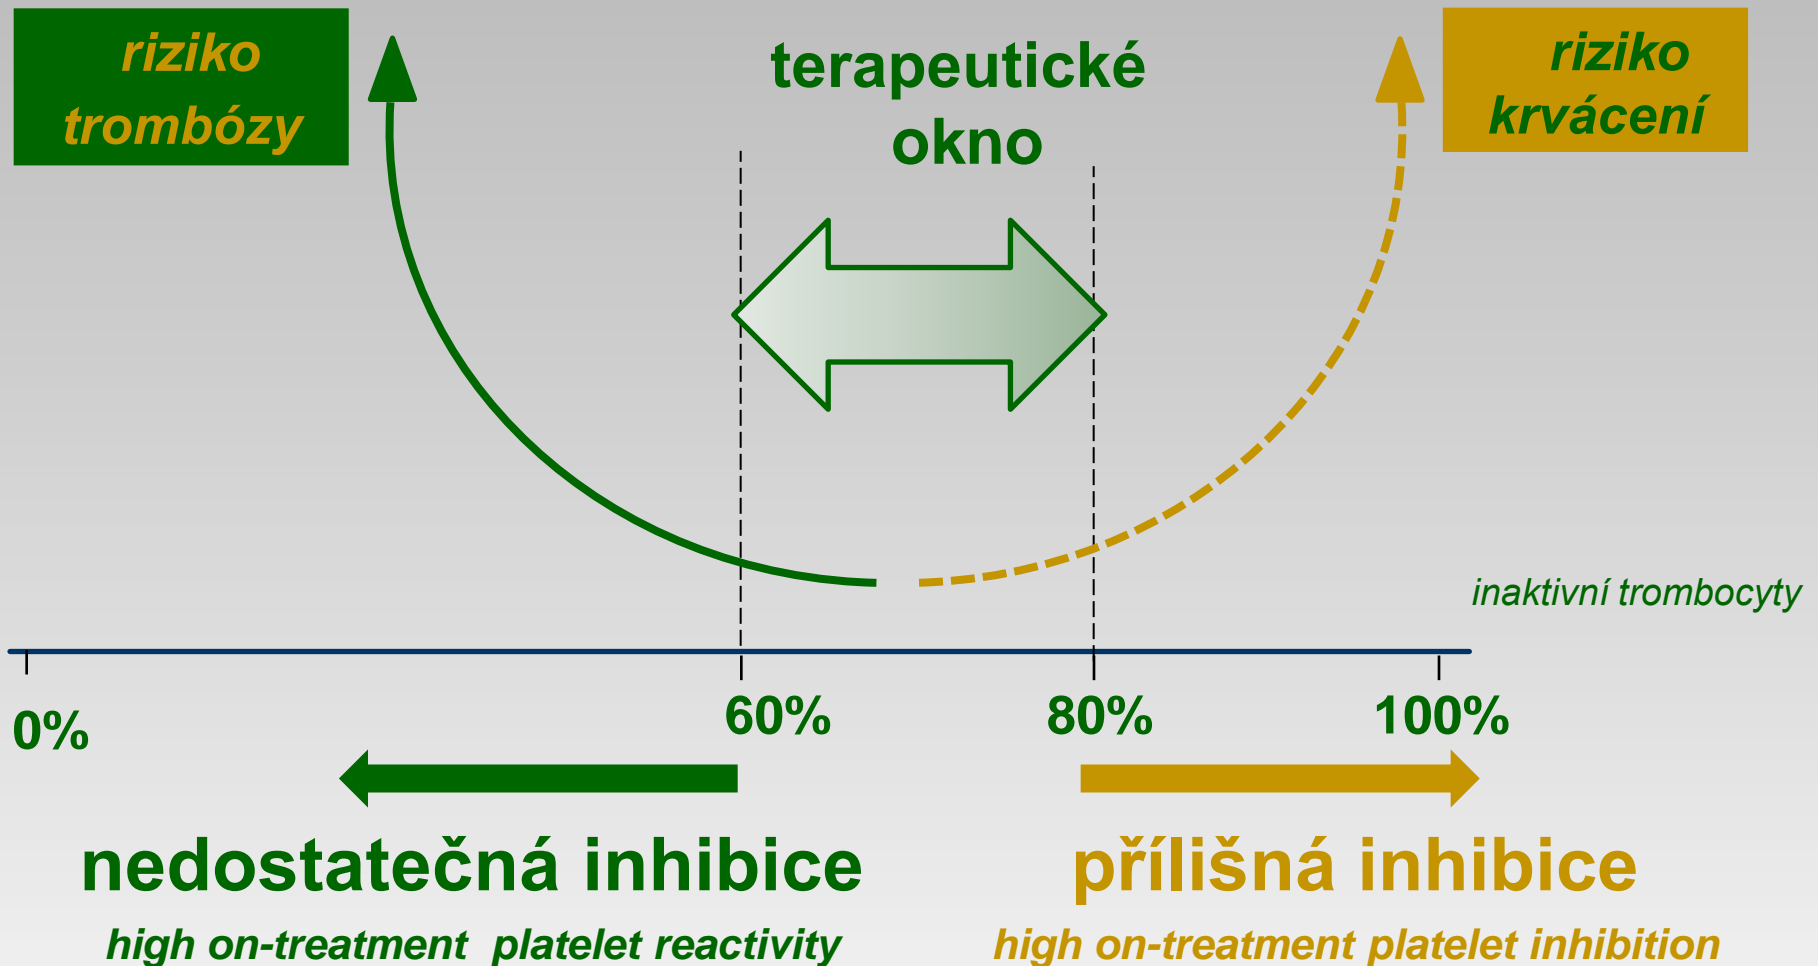 riziko
trombózy
terapeutické
okno
riziko
krvácení
inaktivní trombocyty
0%
60%
80%
100%
nedostatečná inhibice
high on-treatment platelet reactivity
přílišná inhibice
high on-treatment platelet inhibition